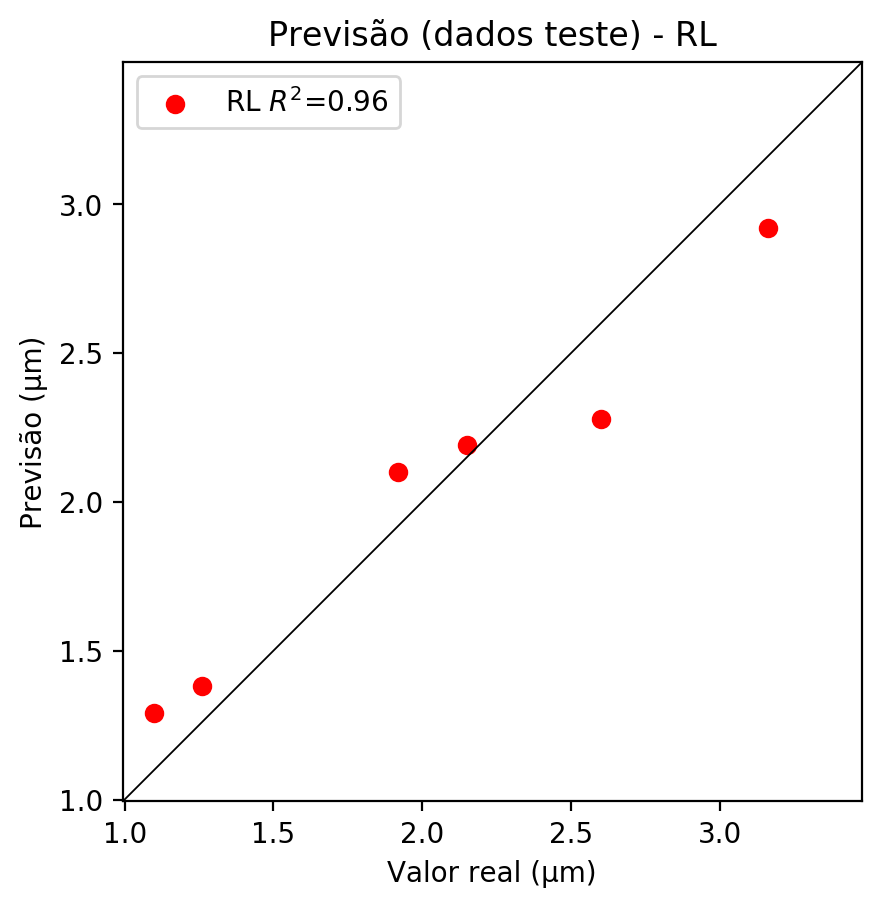 Previsão (dados teste) - RL
RL R²=0.96
3.0
2.5
2.0
1.5
1.0
Previsão (μm)
1.0 1.5 2.0 2.5 3.0
Valor real (μm)